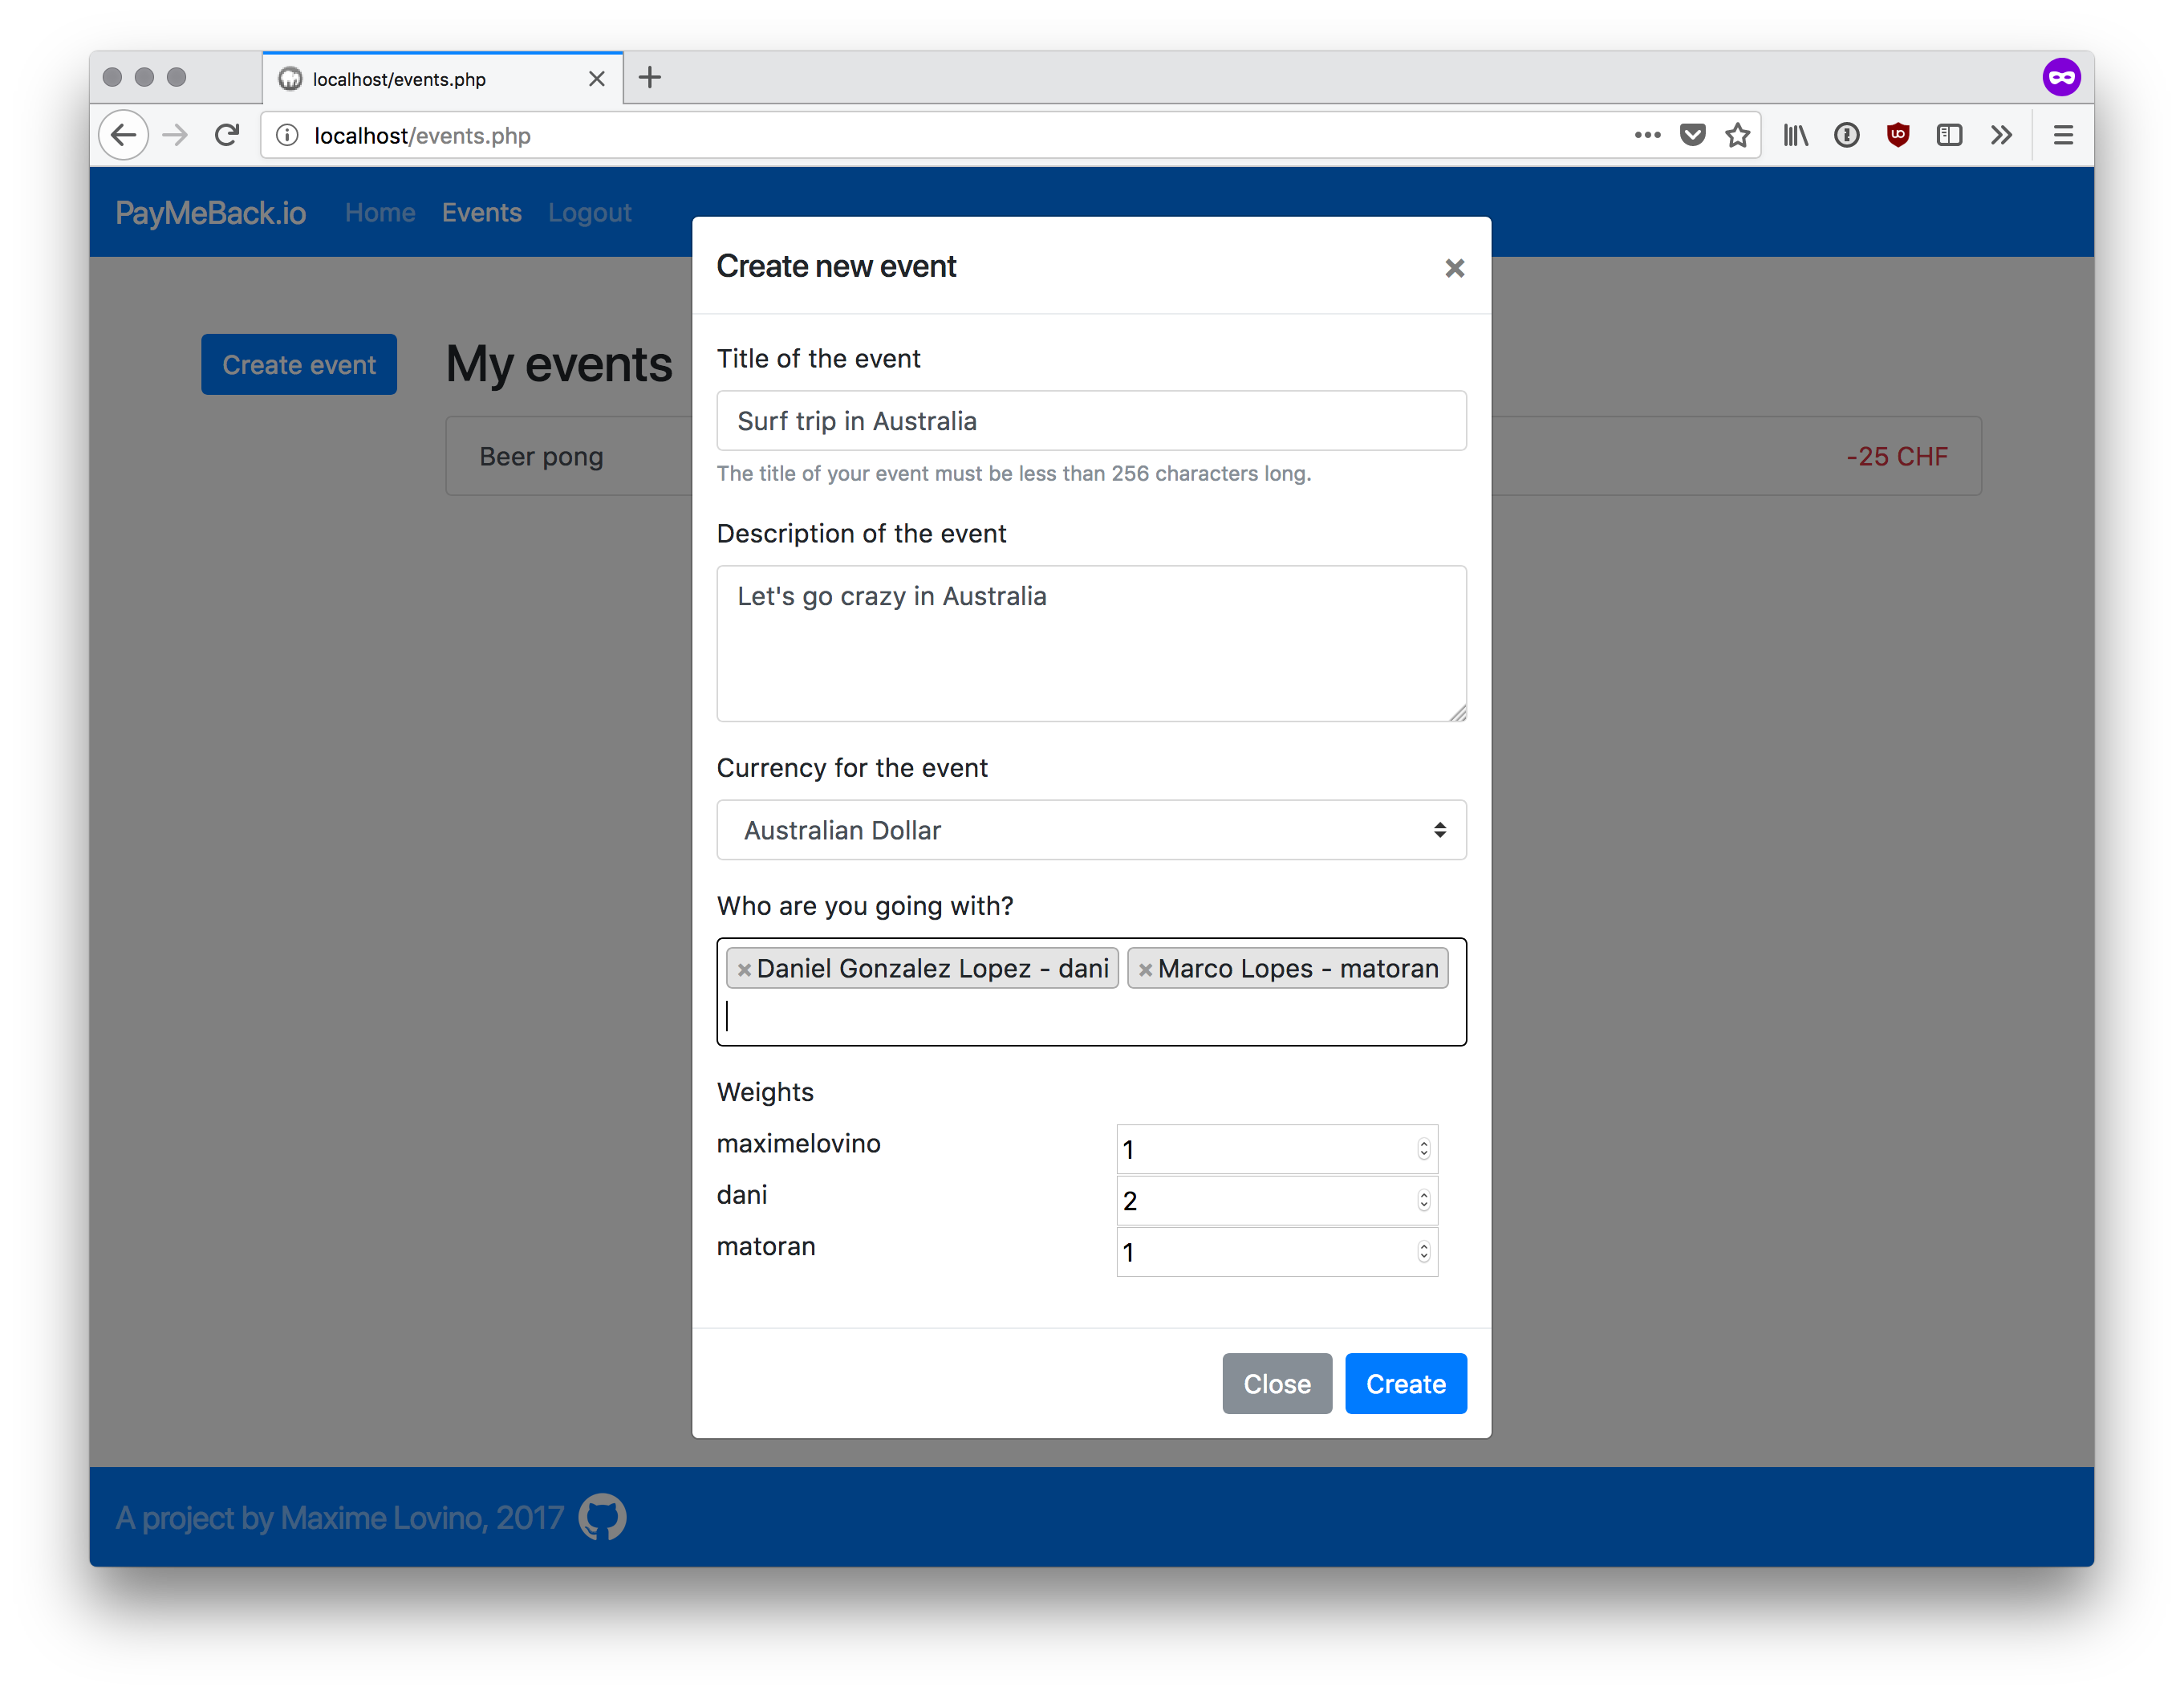 localhost/events.php
localhost/events.php
PayMeBack.io Home Events Logout
Create new event
Create event
My events
Title of the event
Surf trip in Australia
Beer pong
-25 CHF
The title of your event must be less than 256 characters long.
Description of the event
Let's go crazy in Australia
Currency for the event
Australian Dollar
Who are you going with?
Daniel Gonzalez Lopez - dani
Marco Lopes - matoran
Weights
maximelovino 1
dani 2
matoran 1
Close Create
A project by Maxime Lovino, 2017